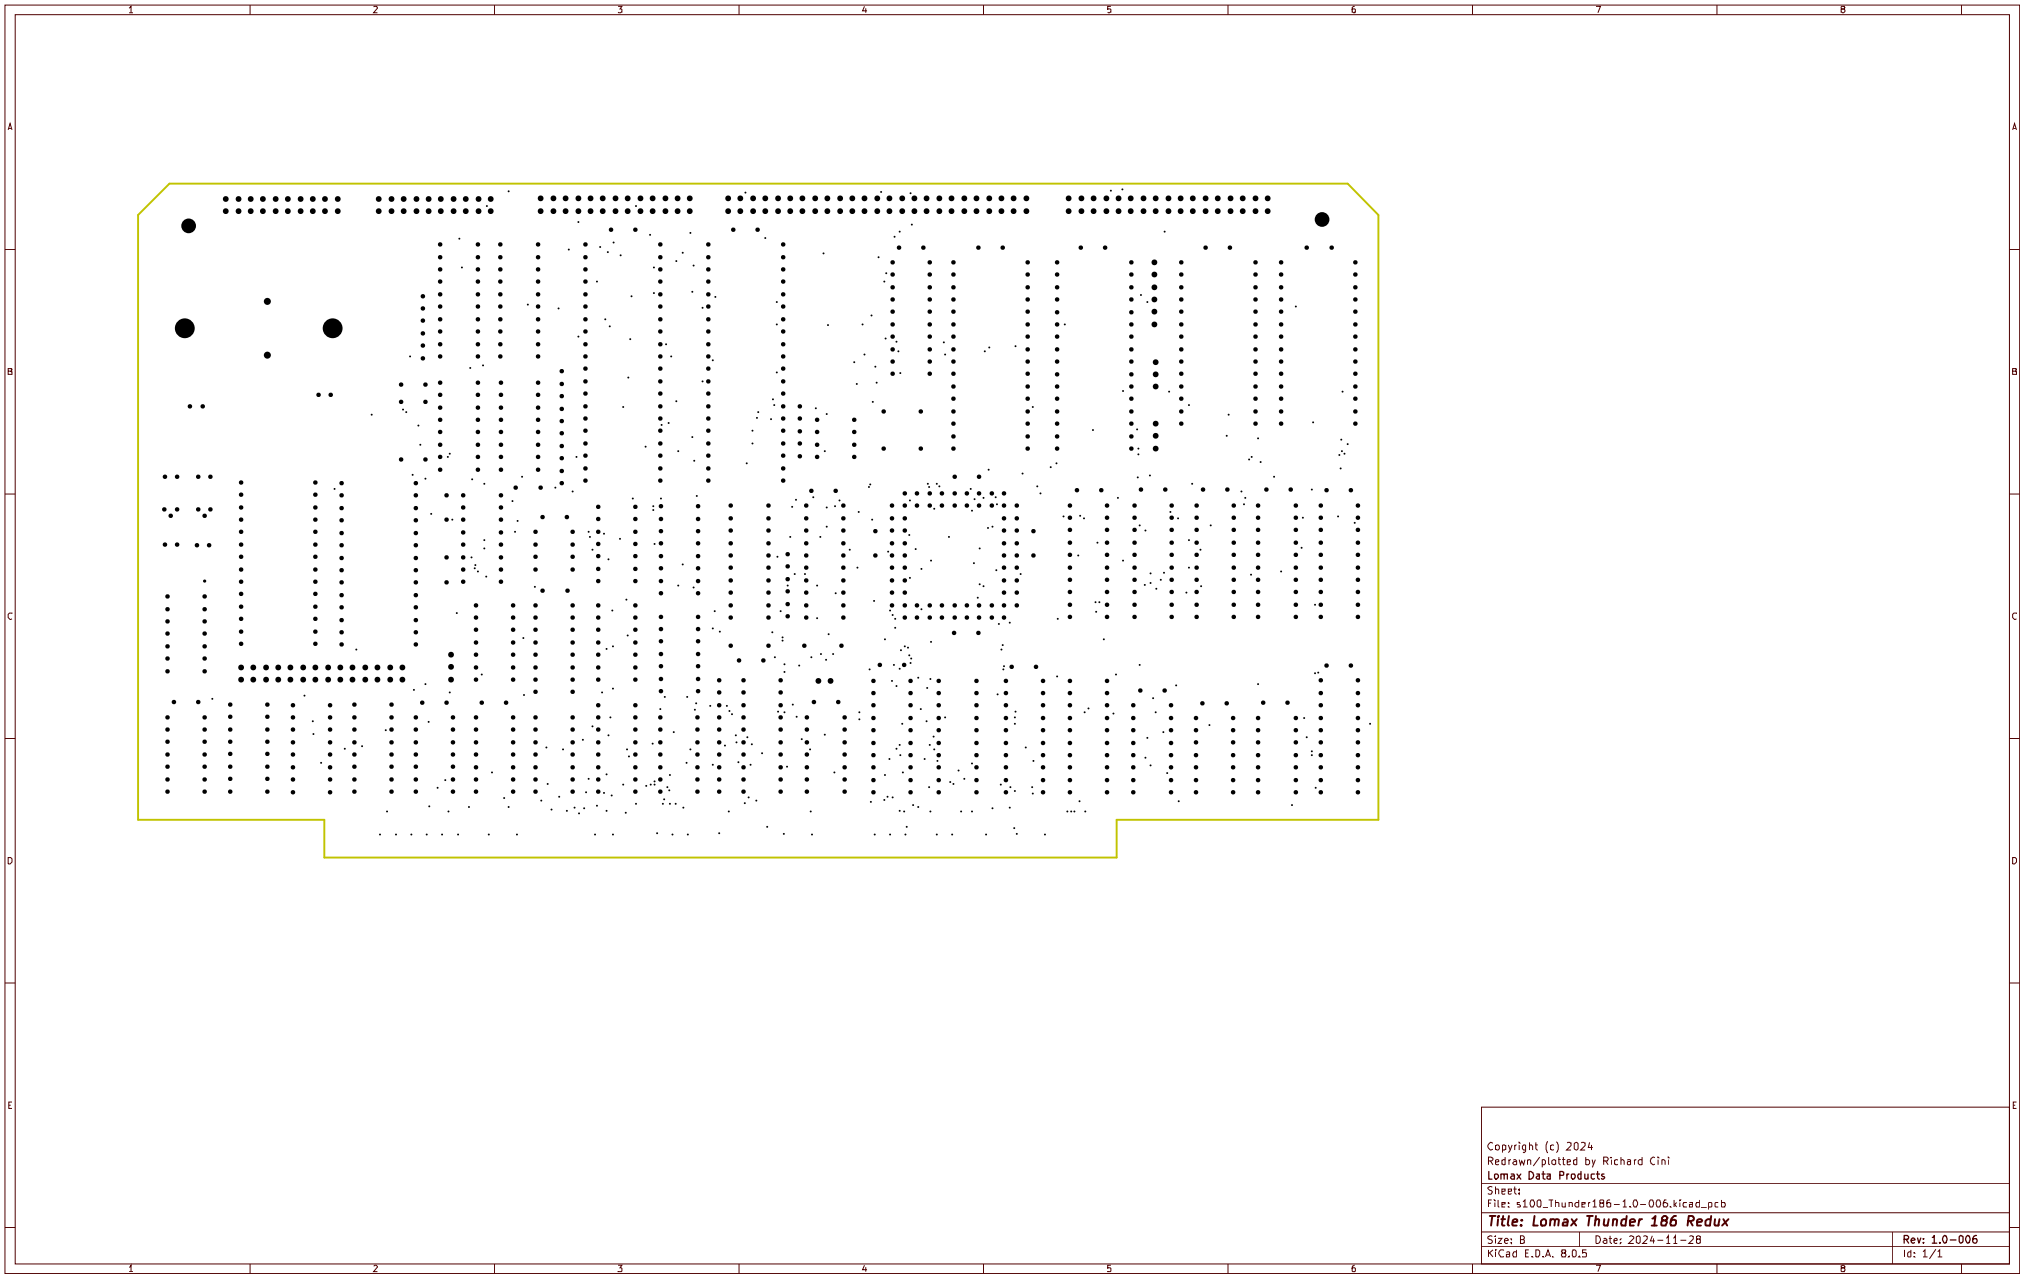 1 2 3 4 5 6 7 8
A A
B B
C C
D D
E E
Copyright (c) 2024
Redrawn/plotted by Richard Cini
Lomax Data Products
Sheet:
File: s100_Thunder186-1.0-006.kicad_pcb
Title: Lomax Thunder 186 Redux
Size: B Date: 2024-11-28 Rev: 1.0-006
KiCad E.D.A. 8.0.5 Id: 1/1
1 2 3 4 5 6 7 8